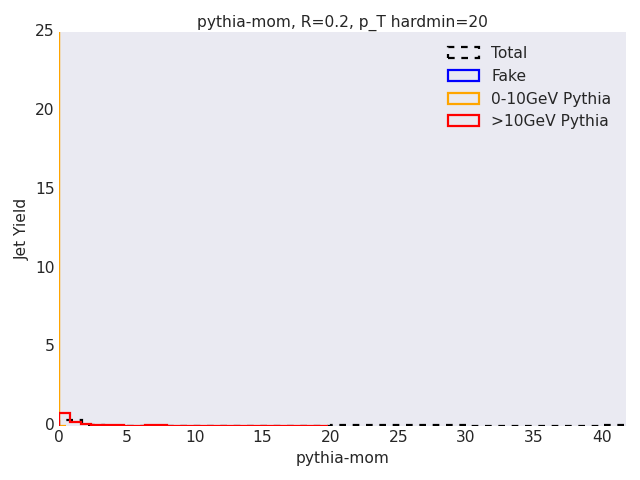 pythia-mom, R=0.2, p_T hardmin=20
Total
Fake
0-10GeV Pythia
>10GeV Pythia
Jet Yield
25
20
15
10
5
0
0 5 10 15 20 25 30 35 40
pythia-mom